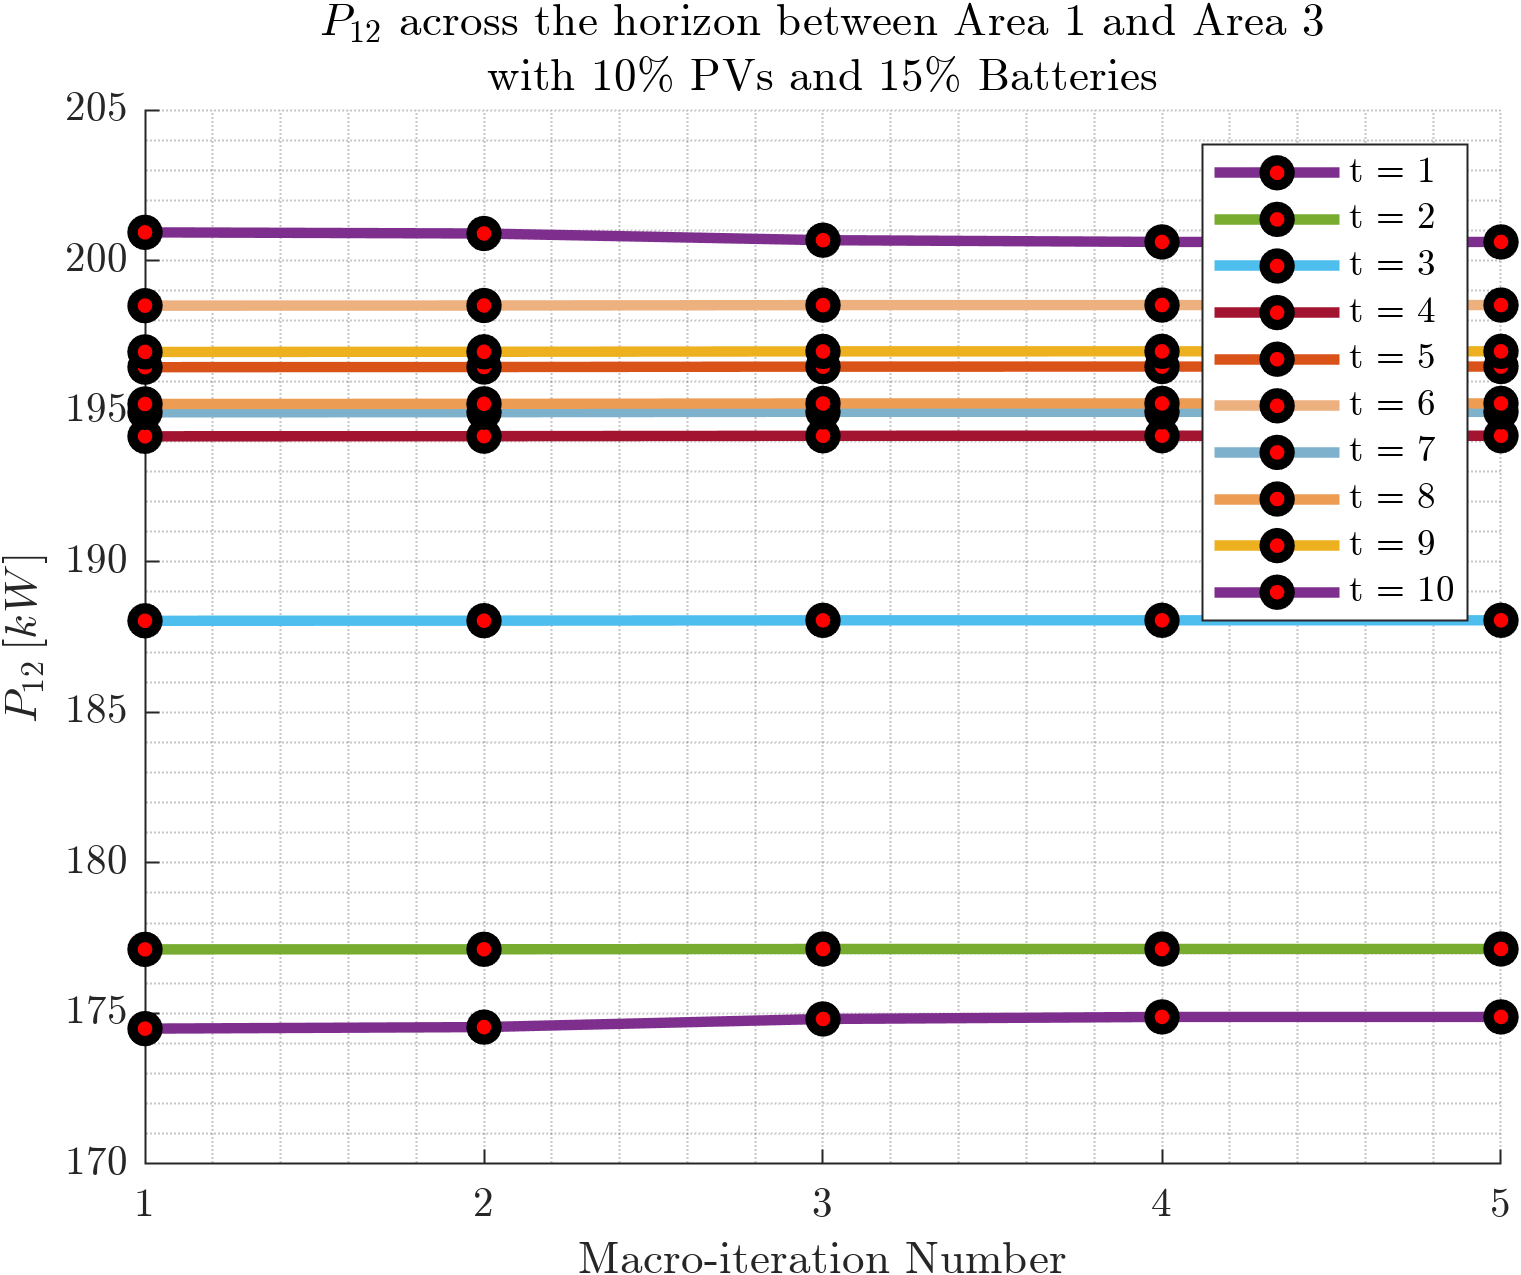 P₁₂ across the horizon between Area 1 and Area 3
with 10% PVs and 15% Batteries
205
200
195
190
185
180
175
170
P₁₂ [kW]
t = 1
t = 2
t = 3
t = 4
t = 5
t = 6
t = 7
t = 8
t = 9
t = 10
1 2 3 4 5
Macro-iteration Number